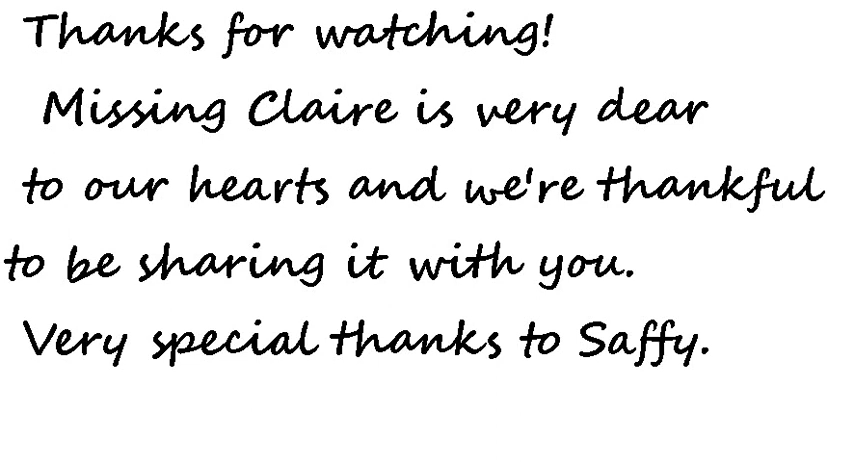 Thanks for watching!
Missing Claire is very dear
to our hearts and we're thankful
to be sharing it with you.
Very special thanks to Saffy.